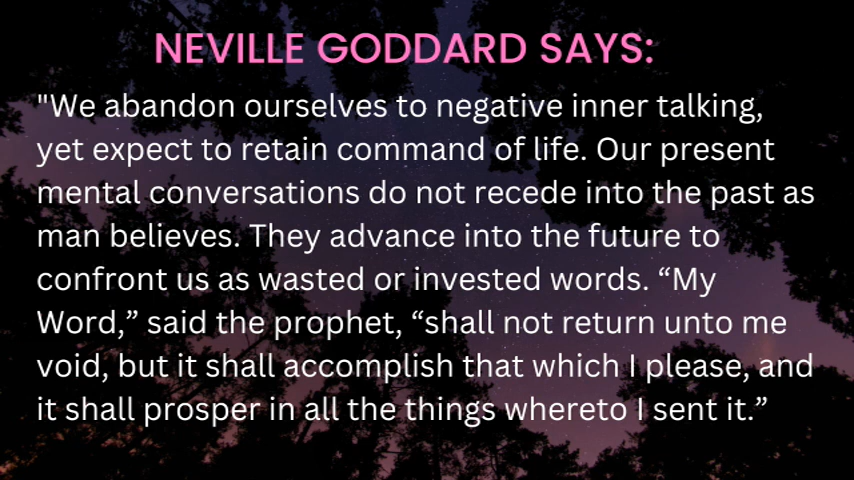 NEVILLE GODDARD SAYS:
"We abandon ourselves to negative inner talking,
yet expect to retain command of life. Our present
mental conversations do not recede into the past as
man believes. They advance into the future to
confront us as wasted or invested words. “My
Word,” said the prophet, “shall not return unto me
void, but it shall accomplish that which I please, and
it shall prosper in all the things whereto I sent it.”